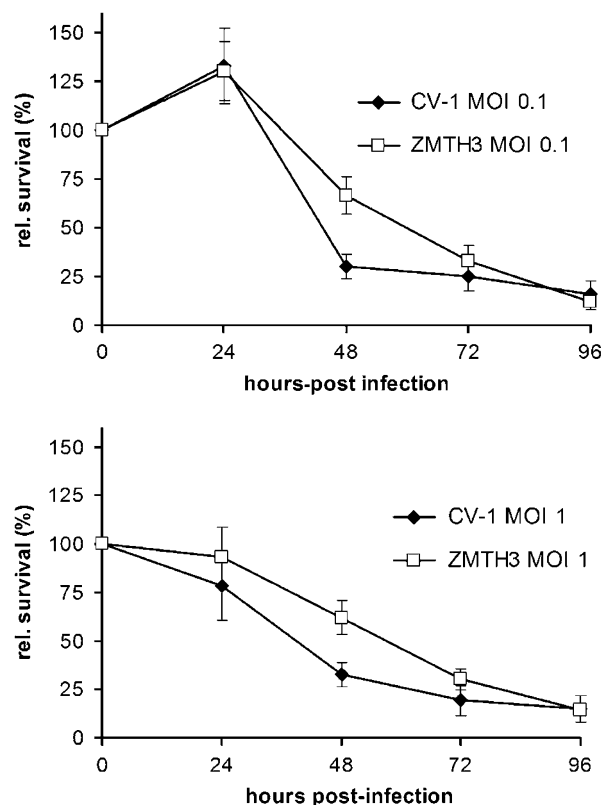 150
125
100
75
50
25
0
rel. survival (%)
CV-1 MOI 0.1
ZMTH3 MOI 0.1
0 24 48 72 96
hours-post infection
150
125
100
75
50
25
0
rel. survival (%)
CV-1 MOI 1
ZMTH3 MOI 1
0 24 48 72 96
hours post-infection